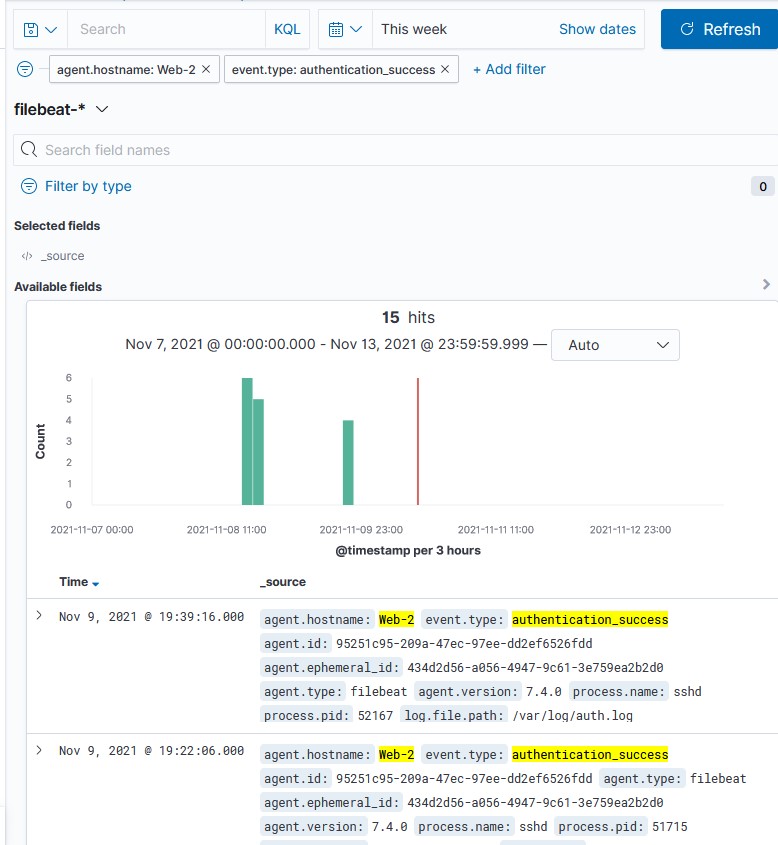 Search KQL This week Show dates Refresh
agent.hostname: Web-2 × event.type: authentication_success × + Add filter
filebeat-*
Search field names
Filter by type 0
Selected fields
</> _source
Available fields
15 hits
Nov 7, 2021 @ 00:00:00.000 - Nov 13, 2021 @ 23:59:59.999 — Auto
6
5
4
3
2
1
0
Count
2021-11-07 00:00 2021-11-08 11:00 2021-11-09 23:00 2021-11-11 11:00 2021-11-12 23:00
@timestamp per 3 hours
Time _source
Nov 9, 2021 @ 19:39:16.000 agent.hostname: Web-2 event.type: authentication_success
agent.id: 95251c95-209a-47ec-97ee-dd2ef6526fdd
agent.ephemeral_id: 434d2d56-a056-4947-9c61-3e759ea2b2d0
agent.type: filebeat agent.version: 7.4.0 process.name: sshd
process.pid: 52167 log.file.path: /var/log/auth.log
Nov 9, 2021 @ 19:22:06.000 agent.hostname: Web-2 event.type: authentication_success
agent.id: 95251c95-209a-47ec-97ee-dd2ef6526fdd agent.type: filebeat
agent.ephemeral_id: 434d2d56-a056-4947-9c61-3e759ea2b2d0
agent.version: 7.4.0 process.name: sshd process.pid: 51715